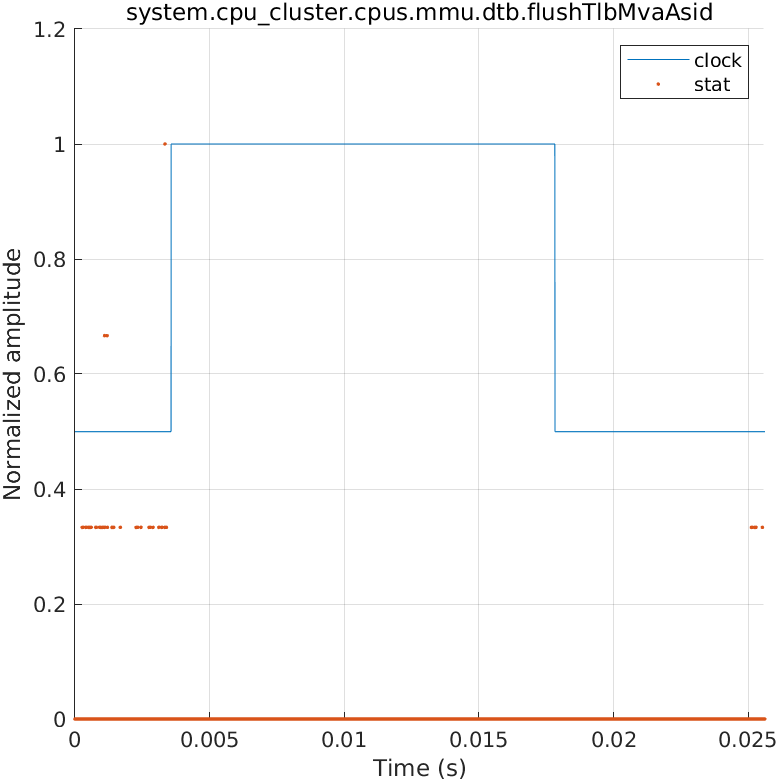 system.cpu_cluster.cpus.mmu.dtb.flushTlbMvaAsid
1.2
clock
stat
1
0.8
0.6
0.4
0.2
0
Normalized amplitude
0
0.005
0.01
0.015
0.02
0.025
Time (s)